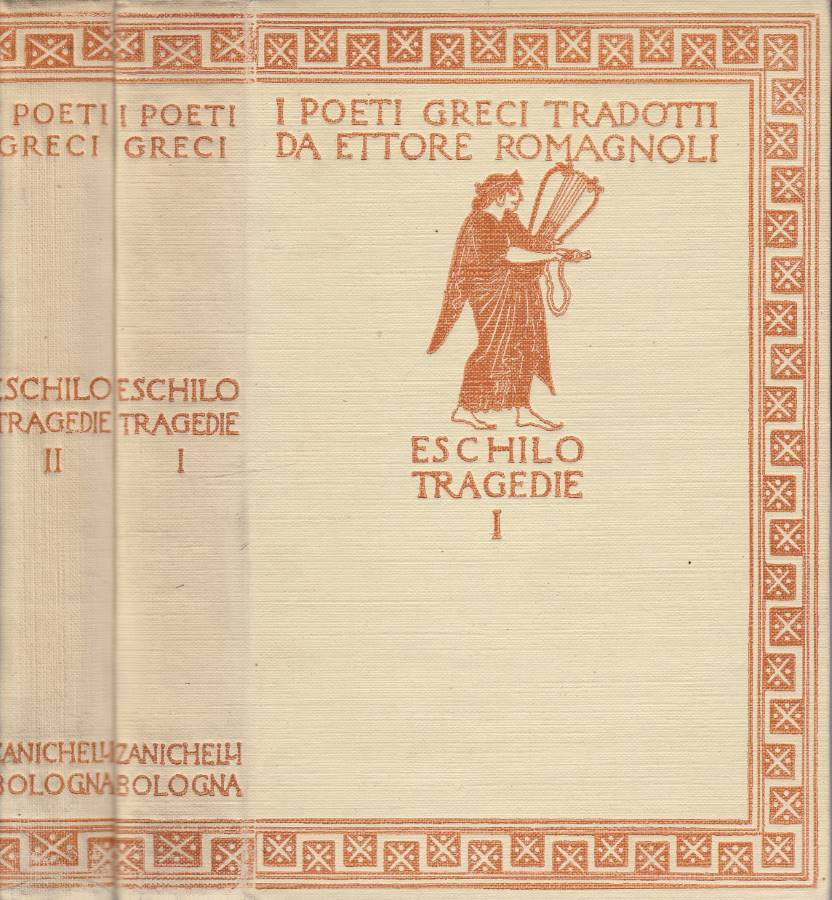 POETI
GRECI
ESCHILO
TRAGEDIE
II
ZANICHELLI
BOLOGNA
I POETI
GRECI
ESCHILO
TRAGEDIE
I
ZANICHELLI
BOLOGNA
I POETI GRECI TRADOTTI
DA ETTORE ROMAGNOLI
ESCHILO
TRAGEDIE
I